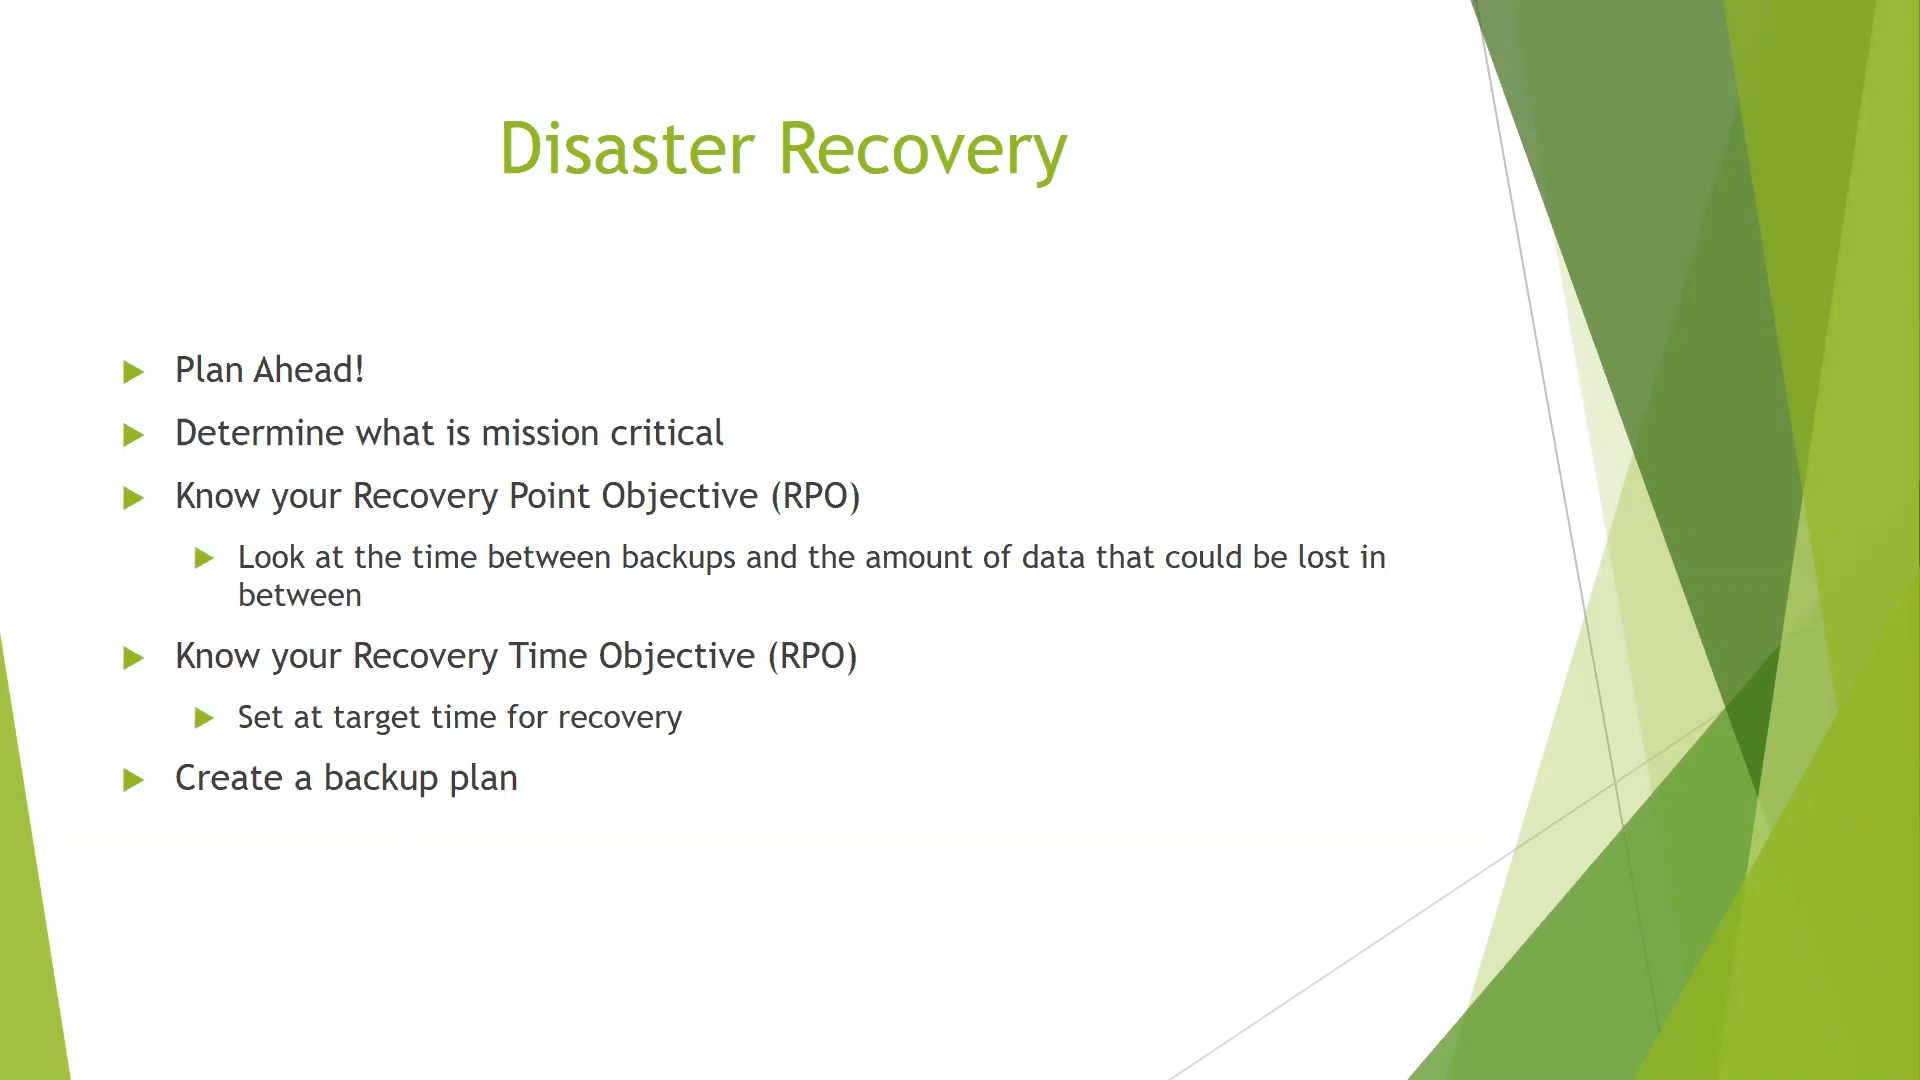 Disaster Recovery
Plan Ahead!
Determine what is mission critical
Know your Recovery Point Objective (RPO)
Look at the time between backups and the amount of data that could be lost in
between
Know your Recovery Time Objective (RPO)
Set at target time for recovery
Create a backup plan